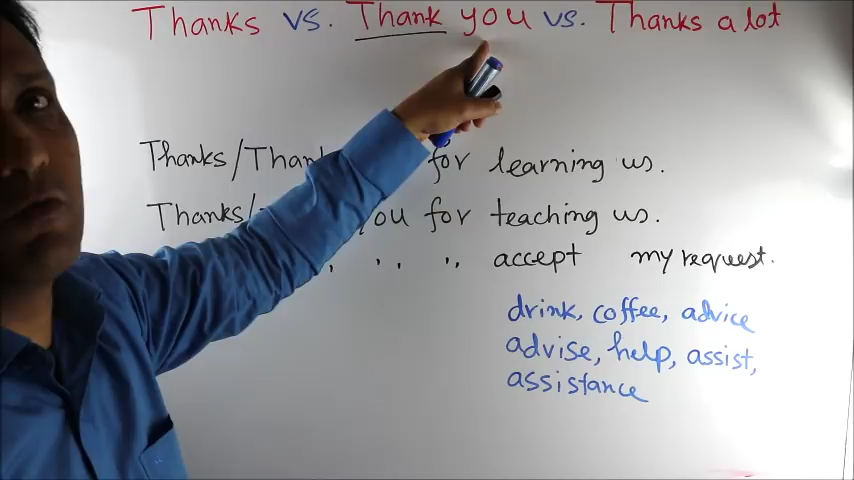 Thanks vs. Thank you vs. Thanks a lot
Thanks/Than for learning us.
Thanks/ you for teaching us.
, ,, ,, accept my request.
drink, coffee, advice
advise, help, assist,
assistance